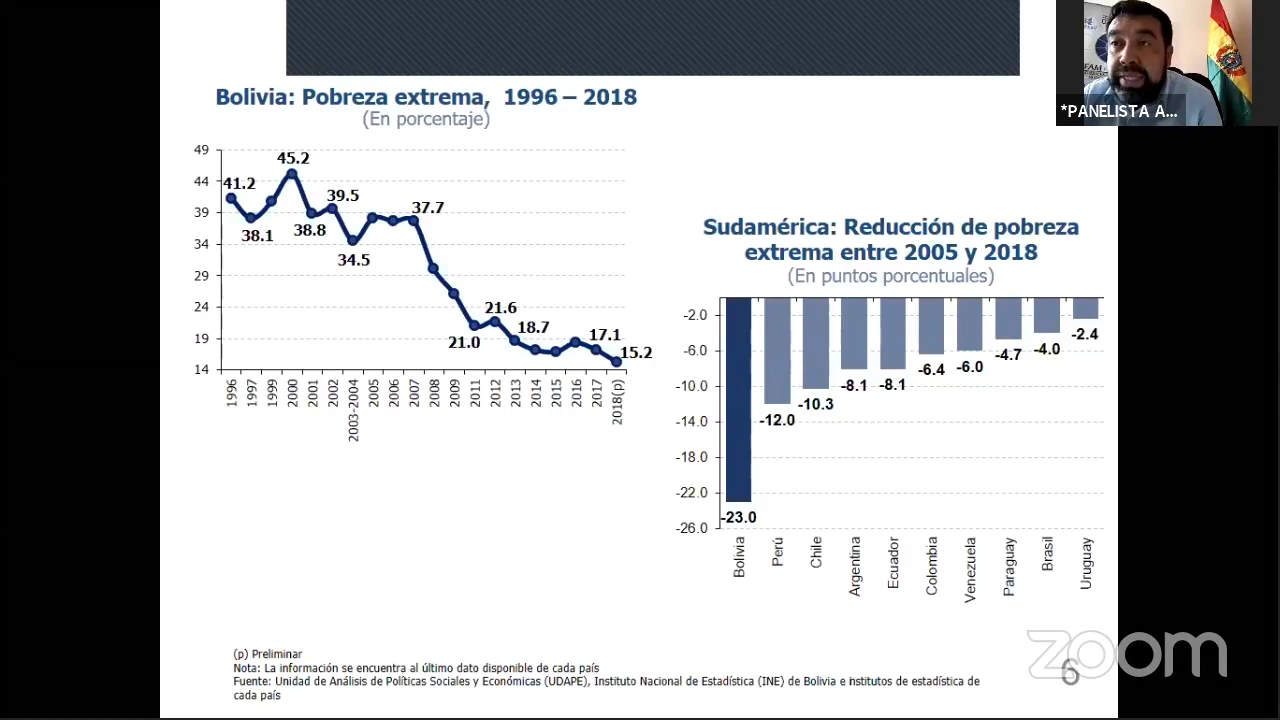 Bolivia: Pobreza extrema, 1996 – 2018
(En porcentaje)
49
44
39
34
29
24
19
14
41.2
38.1
45.2
38.8
39.5
34.5
37.7
21.0
21.6
18.7
17.1
15.2
1996
1997
1999
2000
2001
2002
2003-2004
2005
2006
2007
2008
2009
2011
2012
2013
2014
2015
2016
2017
2018(p)
Sudamérica: Reducción de pobreza
extrema entre 2005 y 2018
(En puntos porcentuales)
-2.0
-6.0
-10.0
-14.0
-18.0
-22.0
-26.0
-23.0
-12.0
-10.3
-8.1
-8.1
-6.4
-6.0
-4.7
-4.0
-2.4
Bolivia
Perú
Chile
Argentina
Ecuador
Colombia
Venezuela
Paraguay
Brasil
Uruguay
(p) Preliminar
Nota: La información se encuentra al último dato disponible de cada país
Fuente: Unidad de Análisis de Políticas Sociales y Económicas (UDAPE), Instituto Nacional de Estadística (INE) de Bolivia e institutos de estadística de
cada país
6
zoom
*PANELISTA A...